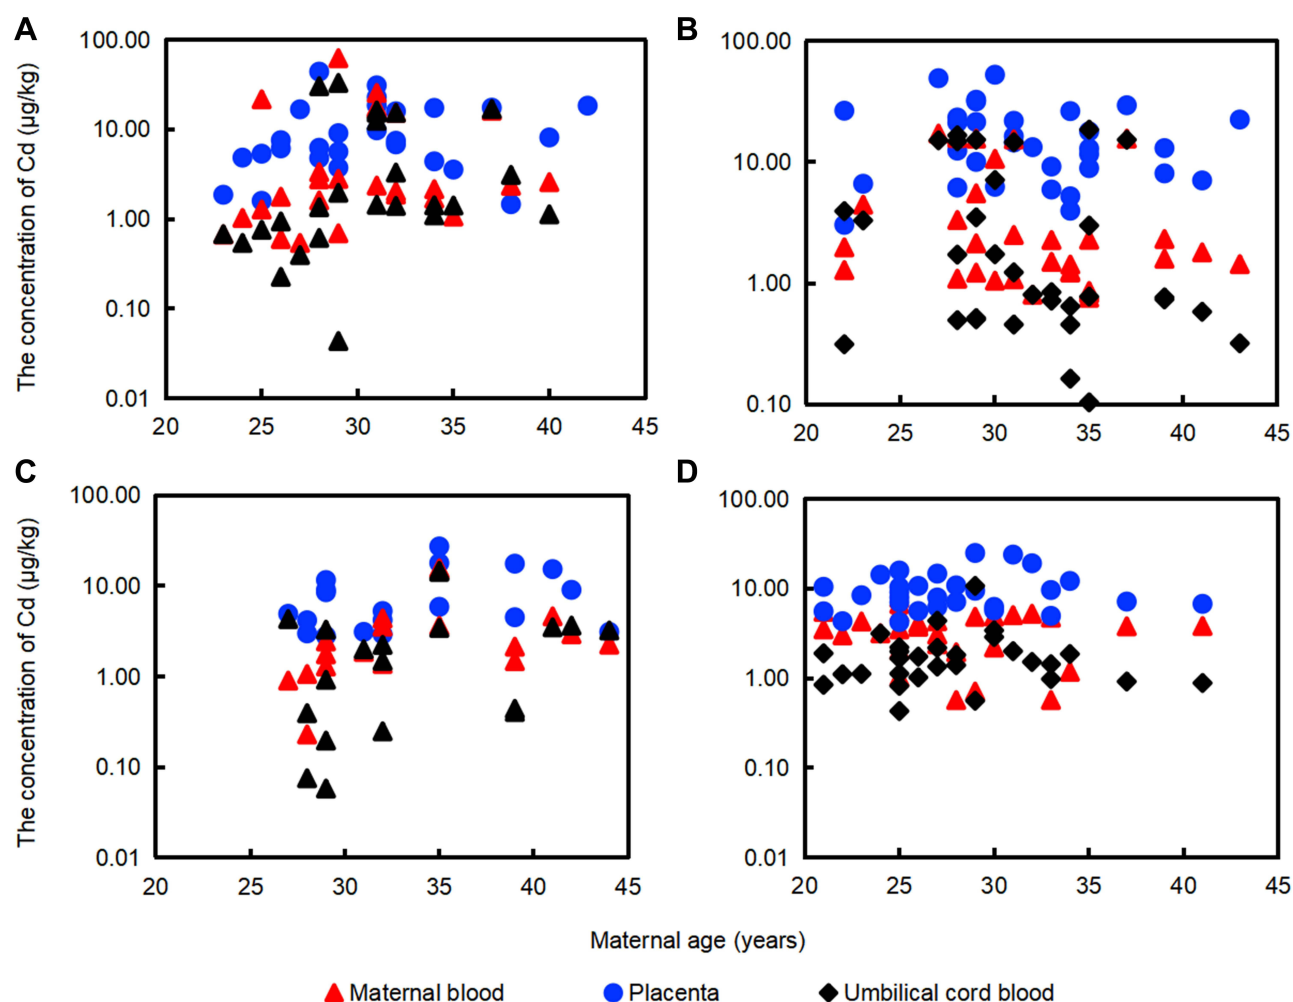 A
The concentration of Cd (µg/kg)
100.00
10.00
1.00
0.10
0.01
20 25 30 35 40 45
B
100.00
10.00
1.00
0.10
20 25 30 35 40 45
C
The concentration of Cd (µg/kg)
100.00
10.00
1.00
0.10
0.01
20 25 30 35 40 45
D
100.00
10.00
1.00
0.10
0.01
20 25 30 35 40 45
Maternal age (years)
Maternal blood Placenta Umbilical cord blood